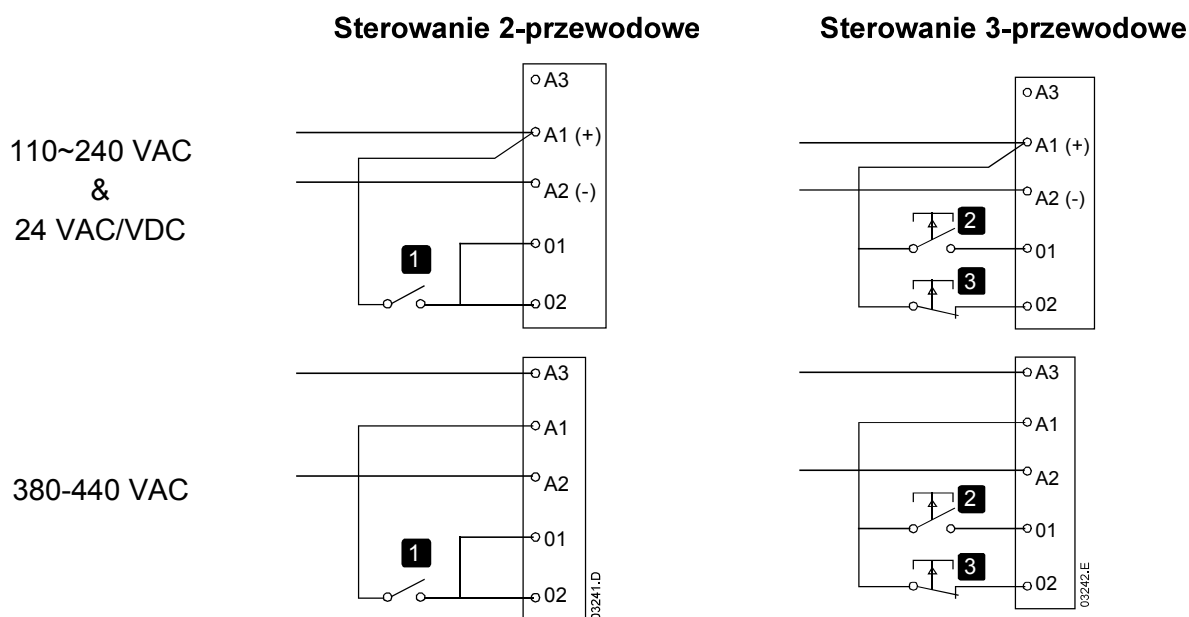 Sterowanie 2-przewodowe
Sterowanie 3-przewodowe
110~240 VAC
&
24 VAC/VDC
A3
A1 (+)
A2 (-)
01
02
1
A3
A1 (+)
A2 (-)
01
02
2
3
380-440 VAC
A3
A1
A2
01
02
1
03241.D
A3
A1
A2
01
02
2
3
03242.E